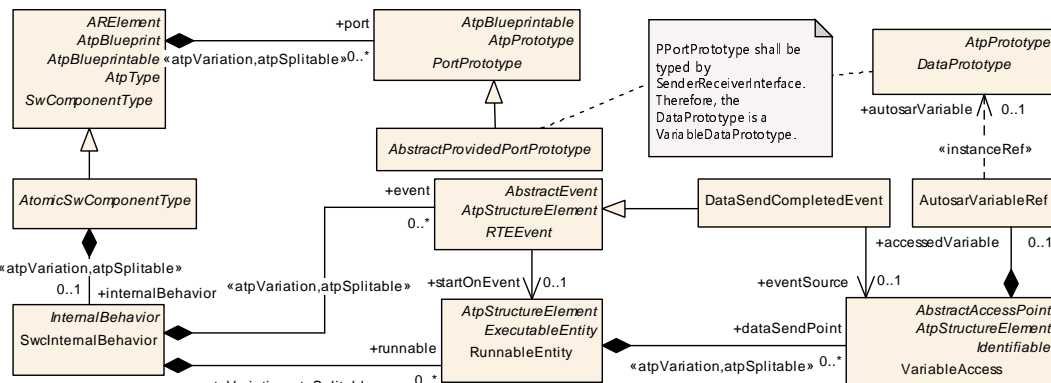 ARElement
AtpBlueprint
AtpBlueprintable
AtpType
SwComponentType
+port
«atpVariation,atpSplitable»
0..*
AtpBlueprintable
AtpPrototype
PortPrototype
PPortPrototype shall be
typed by
SenderReceiverInterface.
Therefore, the
DataPrototype is a
VariableDataPrototype.
AtpPrototype
DataPrototype
+autosarVariable
0..1
«instanceRef»
AbstractProvidedPortPrototype
AtomicSwComponentType
+event
0..*
AbstractEvent
AtpStructureElement
RTEEvent
DataSendCompletedEvent
AutosarVariableRef
«atpVariation,atpSplitable»
0..1
+internalBehavior
«atpVariation,atpSplitable»
+startOnEvent
0..1
+accessedVariable
0..1
+eventSource
0..1
InternalBehavior
SwcInternalBehavior
+runnable
0..*
AtpStructureElement
ExecutableEntity
RunnableEntity
+dataSendPoint
«atpVariation,atpSplitable»
0..*
AbstractAccessPoint
AtpStructureElement
Identifiable
VariableAccess